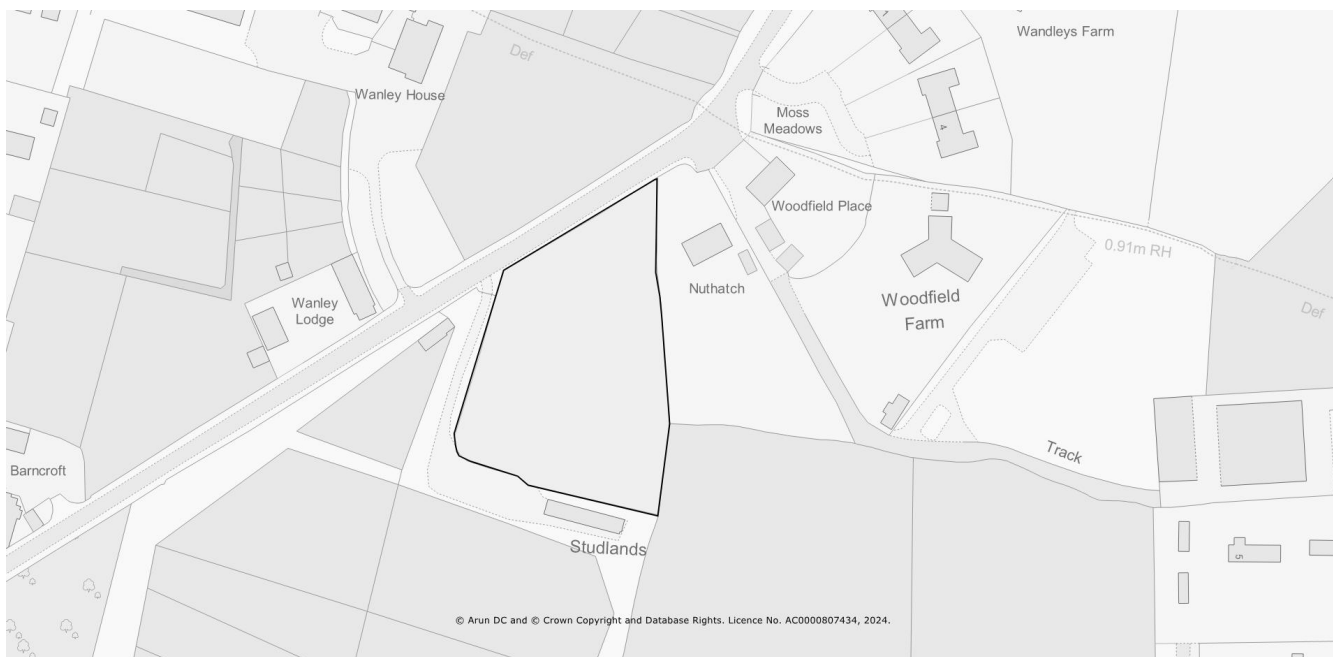 Wandleys Farm
Def
Wanley House
1
Moss
Meadows
4
Woodfield Place
0.91m RH
Nuthatch
Wanley
Lodge
Woodfield
Farm
Def
Track
Barncroft
Studlands
5
© Arun DC and © Crown Copyright and Database Rights. Licence No. AC0000807434, 2024.